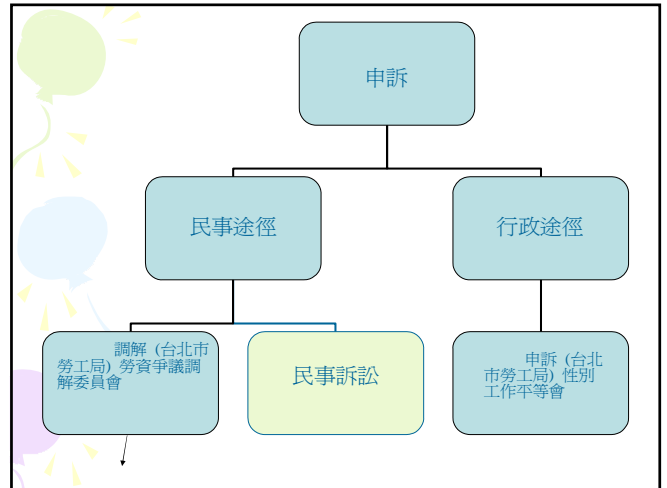 申訴
民事途徑
行政途徑
調解 (台北市
勞工局) 勞資爭議調
解委員會
民事訴訟
申訴 (台北
市勞工局) 性別
工作平等會